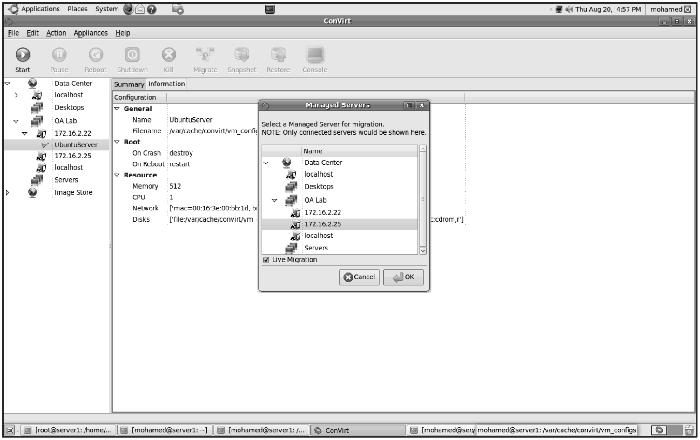 Applications Places System Thu Aug 20, 4:57 PM mohamed
ConVirt
File Edit Action Appliances Help
Start Pause Reboot Shutdown Kill Migrate Snapshot Restore Console
Data Center
localhost
Desktops
QA Lab
172.16.2.22
UbuntuServer
172.16.2.25
localhost
Servers
Image Store
Summary Information
Configuration
General
Name UbuntuServer
Filename /var/cache/convirt/vm_config
Boot
On Crash destroy
On Reboot restart
Resource
Memory 512
CPU 1
Network ['mac=00:16:3e:00:bb:1d,
Disks ['file:/var/cache/convirt/vm :cdrom,r']
Managed Servers
Select a Managed Server for migration.
NOTE: Only connected servers would be shown here.
Name
Data Center
localhost
Desktops
QA Lab
172.16.2.22
172.16.2.25
localhost
Servers
Live Migration
Cancel OK
[root@server1: /home/... [mohamed@server1: ~] [mohamed@server1: /... ConVirt [mohamed@serv mohamed@server1: /var/cache/convirt/vm_configs